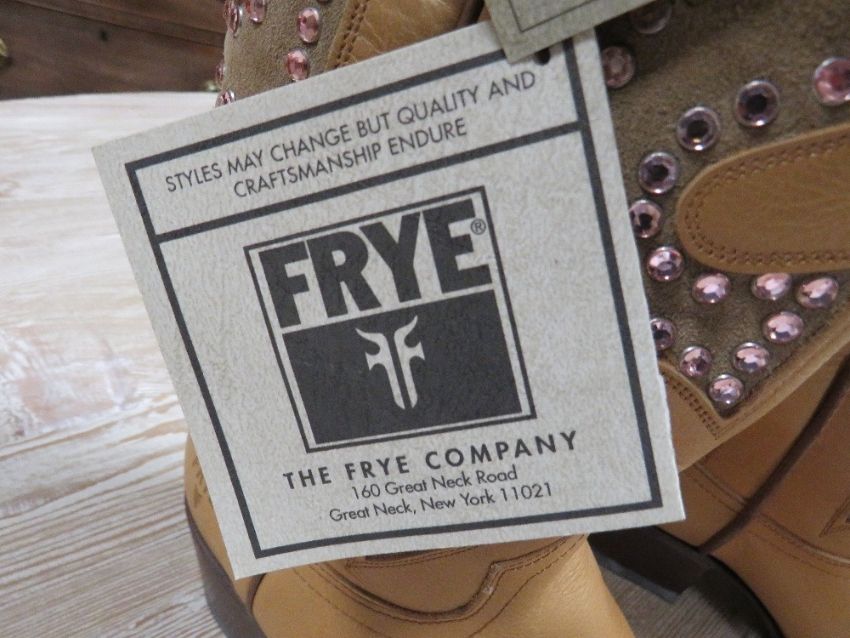 STYLES MAY CHANGE BUT QUALITY AND
CRAFTSMANSHIP ENDURE
FRYE®
THE FRYE COMPANY
160 Great Neck Road
Great Neck, New York 11021